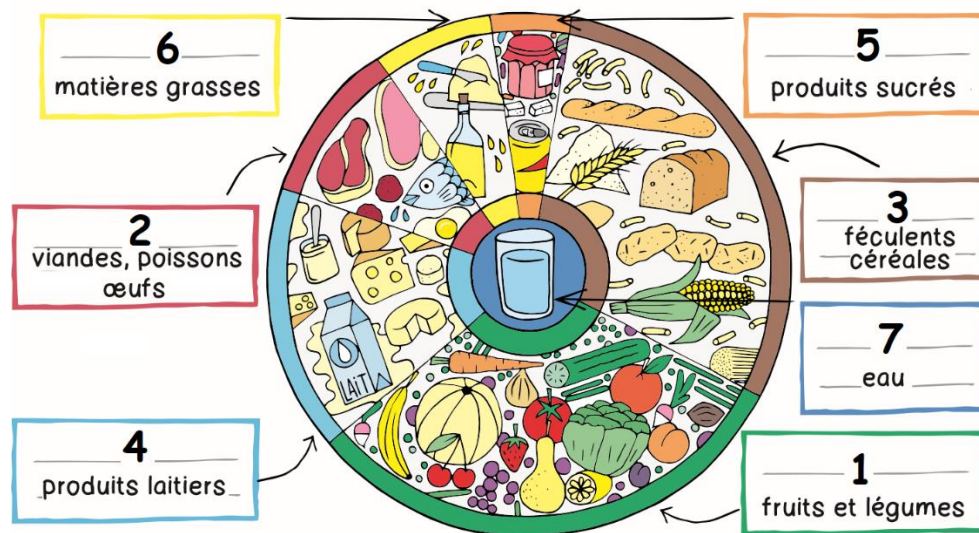 6
matières grasses
5
produits sucrés
2
viandes, poissons
œufs
3
féculents
céréales
7
eau
4
produits laitiers
1
fruits et légumes
LAIT